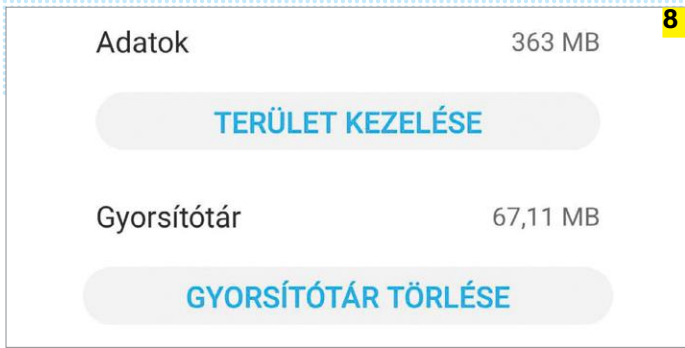 8
Adatok 363 MB
TERÜLET KEZELÉSE
Gyorsítótár 67,11 MB
GYORSÍTÓTÁR TÖRLÉSE